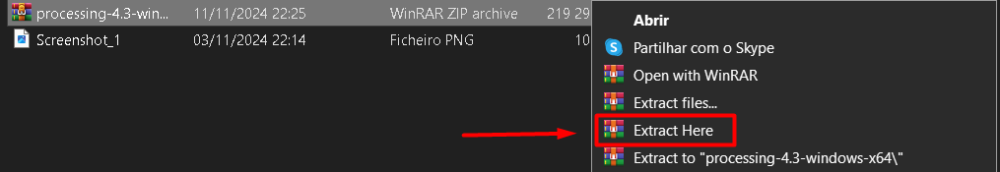 processing-4.3-win... 11/11/2024 22:25 WinRAR ZIP archive 219 29
Screenshot_1 03/11/2024 22:14 Ficheiro PNG 10
Abrir
Partilhar com o Skype
Open with WinRAR
Extract files...
Extract Here
Extract to "processing-4.3-windows-x64\"